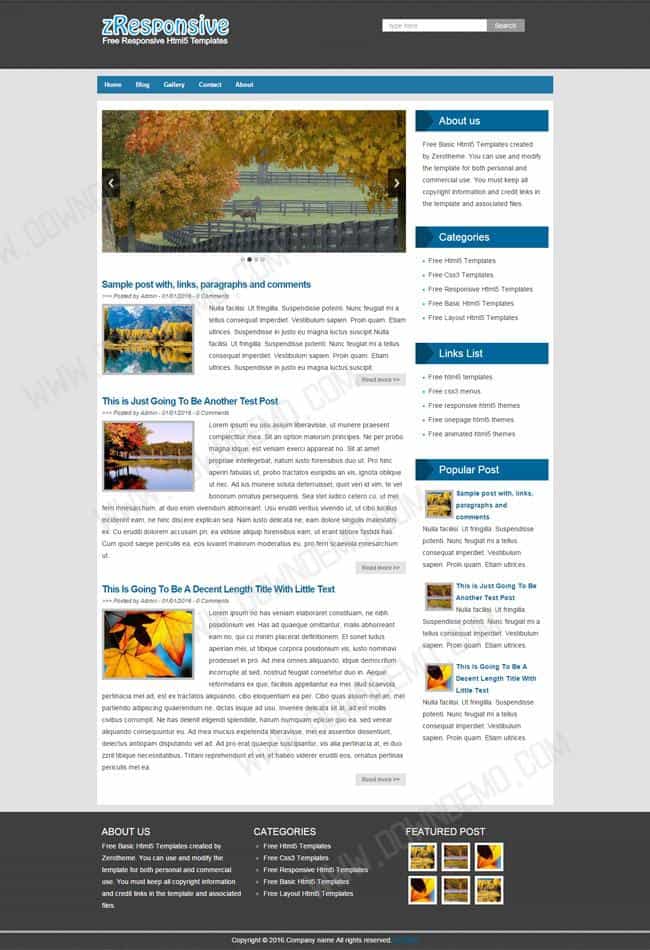 zResponsive
Free Responsive Html5 Templates
type here
Search
Home Blog Gallery Contact About
Sample post with, links, paragraphs and comments
>>> Posted by Admin - 01/01/2016 - 0 Comments
Nulla facilisi. Ut fringilla. Suspendisse potenti. Nunc feugiat mi a
tellus consequat imperdiet. Vestibulum sapien. Proin quam. Etiam
ultrices. Suspendisse in justo eu magna luctus suscipit.Nulla
facilisi. Ut fringilla. Suspendisse potenti. Nunc feugiat mi a tellus
consequat imperdiet. Vestibulum sapien. Proin quam. Etiam
ultrices. Suspendisse in justo eu magna luctus suscipit.
Read more >>
This is Just Going To Be Another Test Post
>>> Posted by Admin - 01/01/2016 - 0 Comments
Lorem ipsum eu usu assum liberavisse, ut munere praesent
complectitur mea. Sit an option maiorum principes. Ne per probo
magna idque, est veniam exerci appareat no. Sit at amet
propriae intellegebat, natum iusto forensibus duo ut. Pro hinc
aperiri fabulas ut, probo tractatos euripidis an vis, ignota oblique
ut nec. Ad ius munere soluta deterruisset, quot veri id vim, te vel
bonorum ornatus persequeris. Sea stet iudico cetero cu, ut mei
ferri mnesarchum, at duo enim vivendum abhorreant. Usu eruditi veritus vivendo ut, ut cibo lucilius
inciderint eam, ne hinc discere explicari sea. Nam iusto delicata ne, eam dolore singulis maiestatis
ex. Cu eruditi dolorem accusam pri, ea vidisse aliquip forensibus eam, ut erant labore fastidii has.
Cum quod saepe periculis ea, eos iuvaret maiorum moderatius eu, pro ferri scaevola mnesarchum
ut.
Read more >>
This Is Going To Be A Decent Length Title With Little Text
>>> Posted by Admin - 01/01/2016 - 0 Comments
Lorem ipsum no has veniam elaboraret constituam, ne nibh
posidonium vel. Has ad quaeque omittantur, malis abhorreant
eam no, qui cu minim placerat definitionem. Et sonet ludus
apeirian mei, ut tibique corpora posidonium vis, iusto nominavi
prodesset in pro. Ad mea omnes aliquando, idque democritum
incorrupte at sed, nostrud feugait consetetur duo in. Aeque
reformidans ex que, facilisis appellantur ea mei. Illud scaevola
pertinacia mel ad, est ex tractatos aliquando, cibo eloquentiam ea per. Cibo quas assum mel an, mei
partiendo adipiscing quaerendum ne, dictas iisque ad usu. Invenire delicata sit at, ad est mollis
civibus corrumpit. Ne has delenit eligendi splendide, harum numquam epicuri quo ea, sed verear
aliquando consequuntur eu. Ad mea mucius expetenda liberavisse, mei ea assentior dissentiunt,
delectus antiopam disputando vel ad. Ad pro erat quaeque suscipiantur, vis alia pertinacia at, ei duo
zzril tibique necessitatibus. Tritani reprehendunt et vel, et habeo viderer eruditi eos, ornatus pertinax
periculis mel ea.
Read more >>
About us
Free Basic Html5 Templates created
by Zerotheme. You can use and modify
the template for both personal and
commercial use. You must keep all
copyright information and credit links in
the template and associated files.
Categories
Free Html5 Templates
Free Css3 Templates
Free Responsive Html5 Templates
Free Basic Html5 Templates
Free Layout Html5 Templates
Links List
Free html5 templates
Free css3 menus
Free responsive html5 themes
Free onepage html5 themes
Free animated html5 themes
Popular Post
Sample post with, links,
paragraphs and
comments
Nulla facilisi. Ut fringilla. Suspendisse
potenti. Nunc feugiat mi a tellus
consequat imperdiet. Vestibulum
sapien. Proin quam. Etiam ultrices.
This is Just Going To Be
Another Test Post
Nulla facilisi. Ut fringilla.
Suspendisse potenti. Nunc feugiat mi a
tellus consequat imperdiet. Vestibulum
sapien. Proin quam. Etiam ultrices.
This Is Going To Be A
Decent Length Title With
Little Text
Nulla facilisi. Ut fringilla. Suspendisse
potenti. Nunc feugiat mi a tellus
consequat imperdiet. Vestibulum
sapien. Proin quam. Etiam ultrices.
ABOUT US
Free Basic Html5 Templates created by
Zerotheme. You can use and modify the
template for both personal and commercial
use. You must keep all copyright information
and credit links in the template and associated
files.
CATEGORIES
Free Html5 Templates
Free Css3 Templates
Free Responsive Html5 Templates
Free Basic Html5 Templates
Free Layout Html5 Templates
FEATURED POST
Copyright © 2016.Company name All rights reserved.
WWW.DOWNDEMO.COM